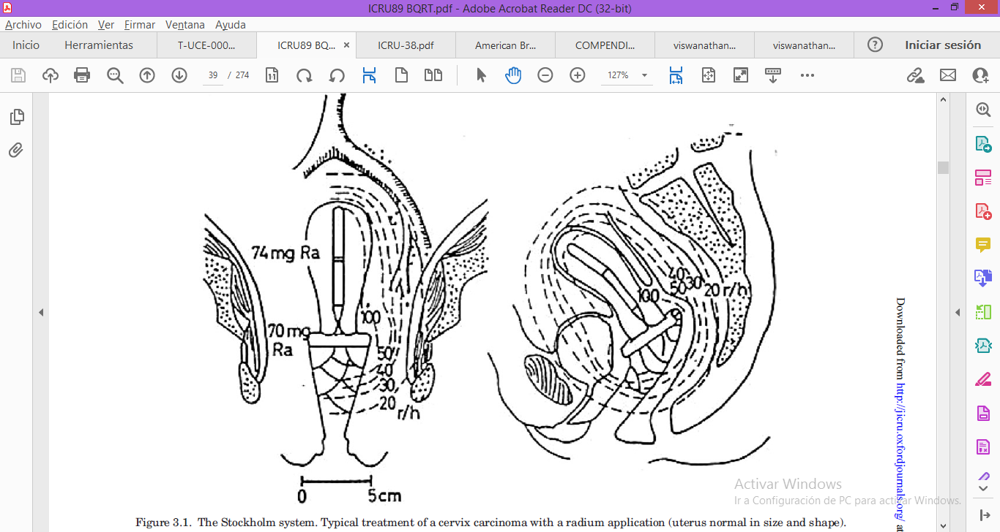 ICRU89 BQRT.pdf - Adobe Acrobat Reader DC (32-bit)
Archivo Edición Ver Firmar Ventana Ayuda
Inicio Herramientas T-UCE-000... ICRU89 BQ... × ICRU-38.pdf American Br... COMPENDI... viswanathan... viswanathan... ? Iniciar sesión
39 / 274 1:1 127%
74 mg Ra
70 mg
Ra
100
50
40
30
20 r/h
0 5 cm
40
50 30 20 r/h
100
Downloaded from http://jicru.oxfordjournals.org/ at
Activar Windows
Ir a Configuración de PC para activar Windows.
Figure 3.1. The Stockholm system. Typical treatment of a cervix carcinoma with a radium application (uterus normal in size and shape).